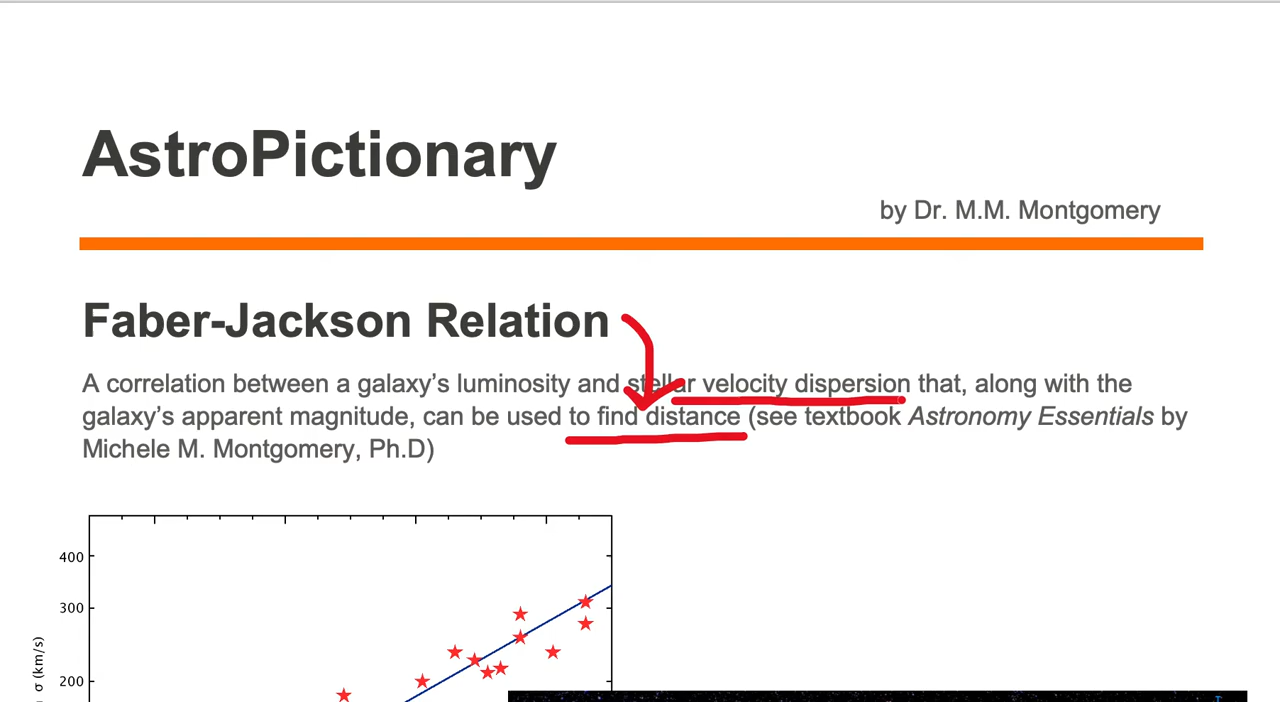 AstroPictionary
by Dr. M.M. Montgomery
Faber-Jackson Relation
A correlation between a galaxy’s luminosity and stellar velocity dispersion that, along with the
galaxy’s apparent magnitude, can be used to find distance (see textbook Astronomy Essentials by
Michele M. Montgomery, Ph.D)
400
300
σ (km/s)
200